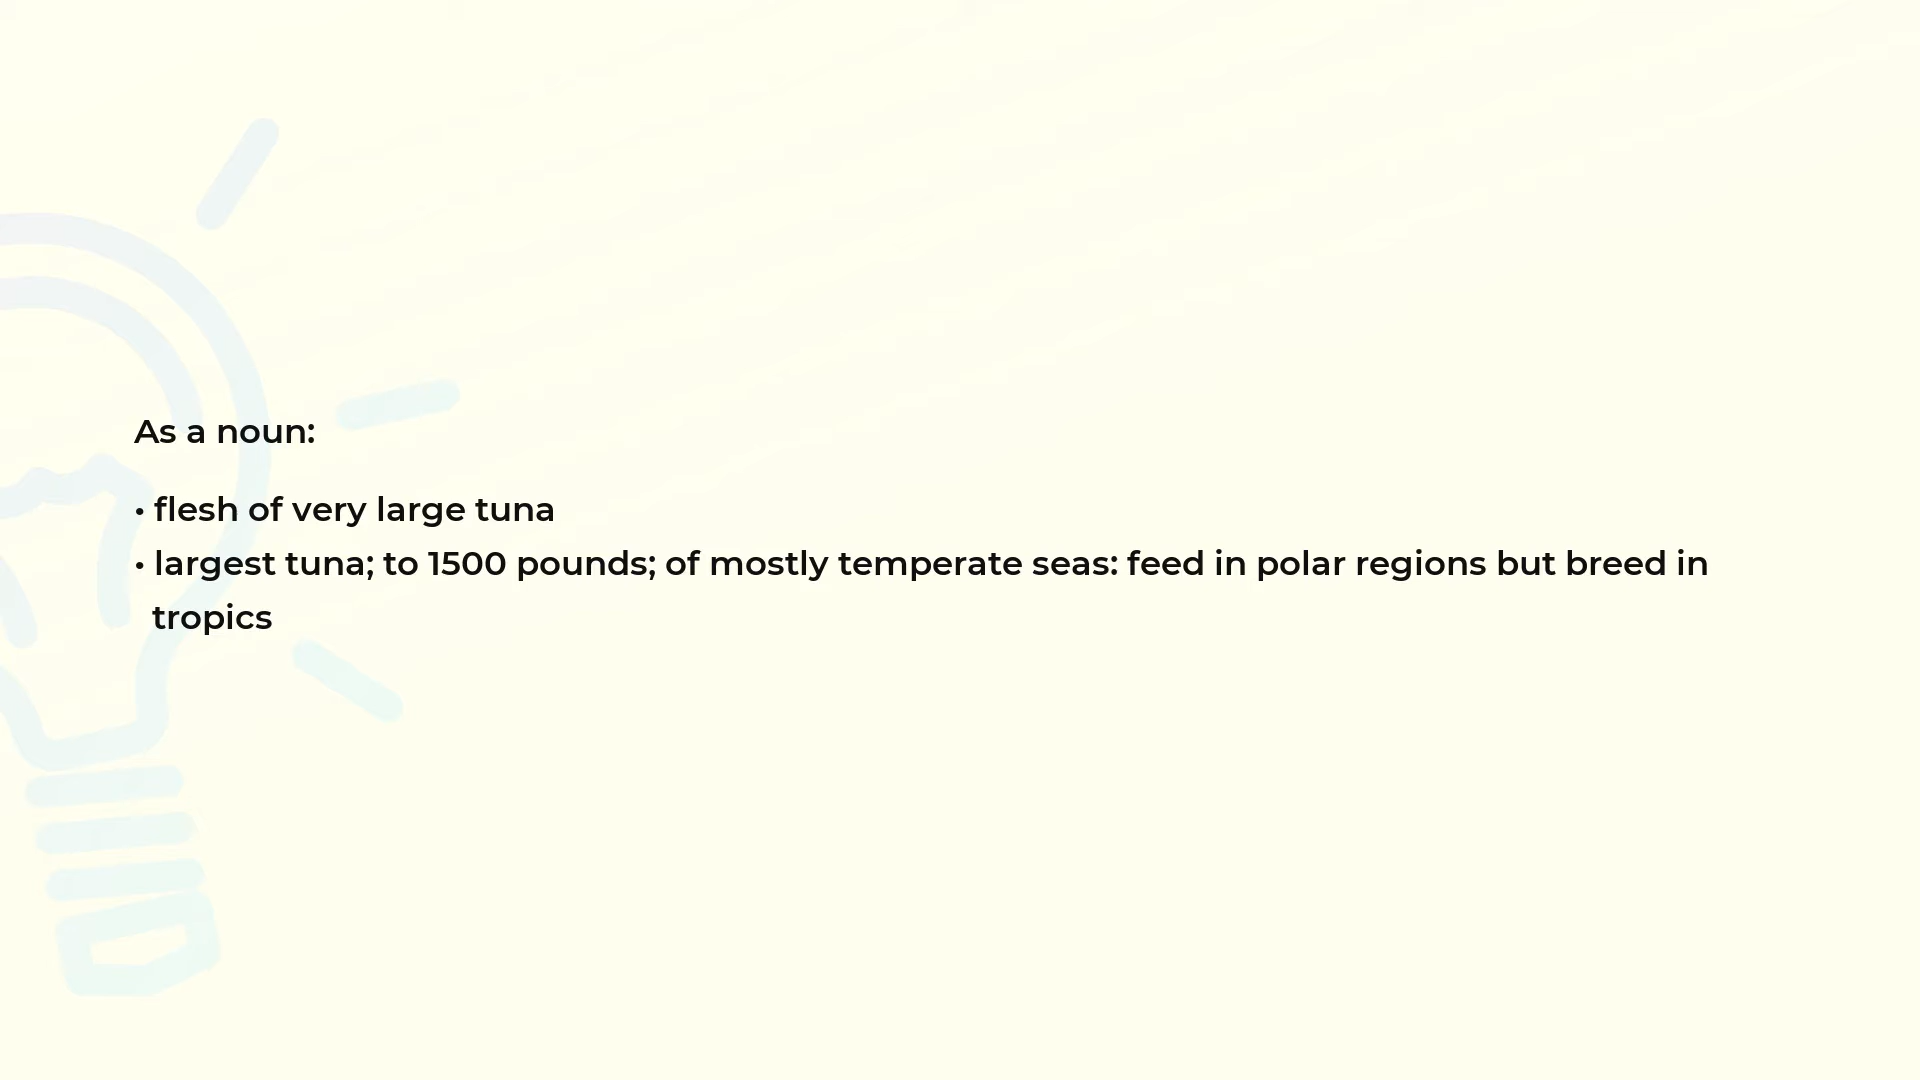 As a noun:
• flesh of very large tuna
• largest tuna; to 1500 pounds; of mostly temperate seas: feed in polar regions but breed in
tropics